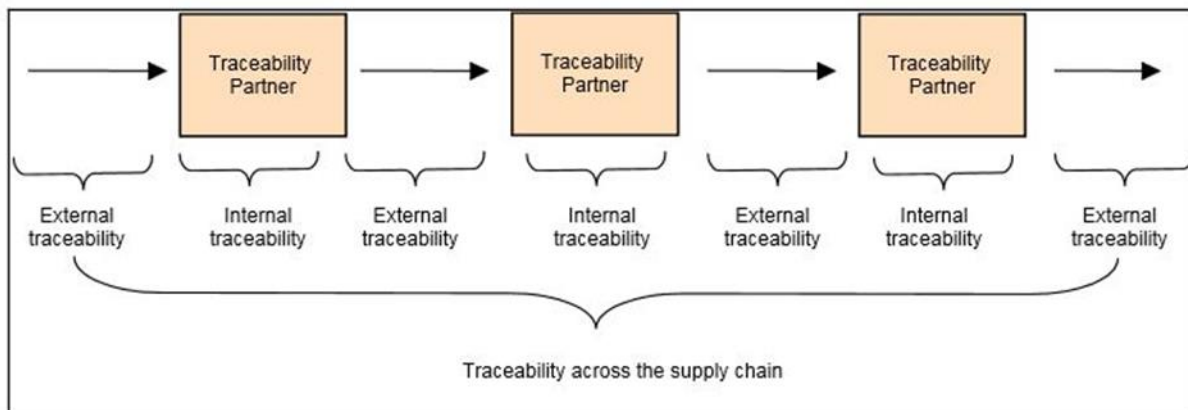 Traceability
Partner
Traceability
Partner
Traceability
Partner
External
traceability
Internal
traceability
External
traceability
Internal
traceability
External
traceability
Internal
traceability
External
traceability
Traceability across the supply chain